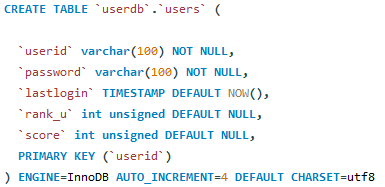 CREATE TABLE `userdb`.`users` (
`userid` varchar(100) NOT NULL,
`password` varchar(100) NOT NULL,
`lastlogin` TIMESTAMP DEFAULT NOW(),
`rank_u` int unsigned DEFAULT NULL,
`score` int unsigned DEFAULT NULL,
PRIMARY KEY (`userid`)
) ENGINE=InnoDB AUTO_INCREMENT=4 DEFAULT CHARSET=utf8